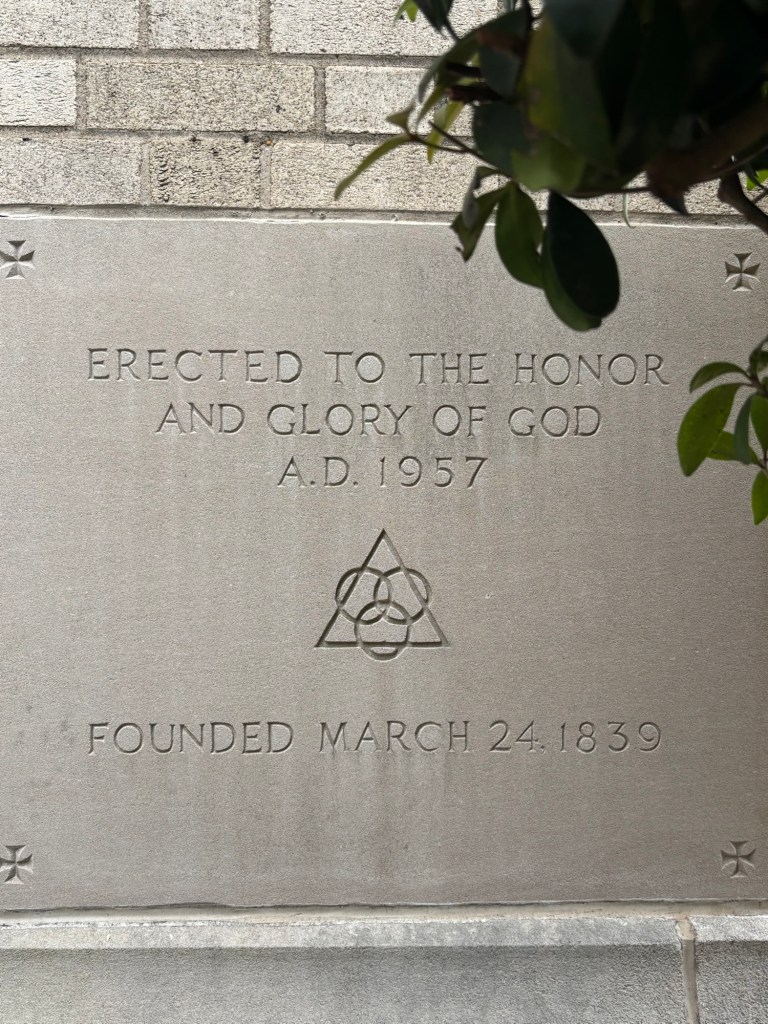 ERECTED TO THE HONOR
AND GLORY OF GOD
A.D. 1957
FOUNDED MARCH 24, 1839